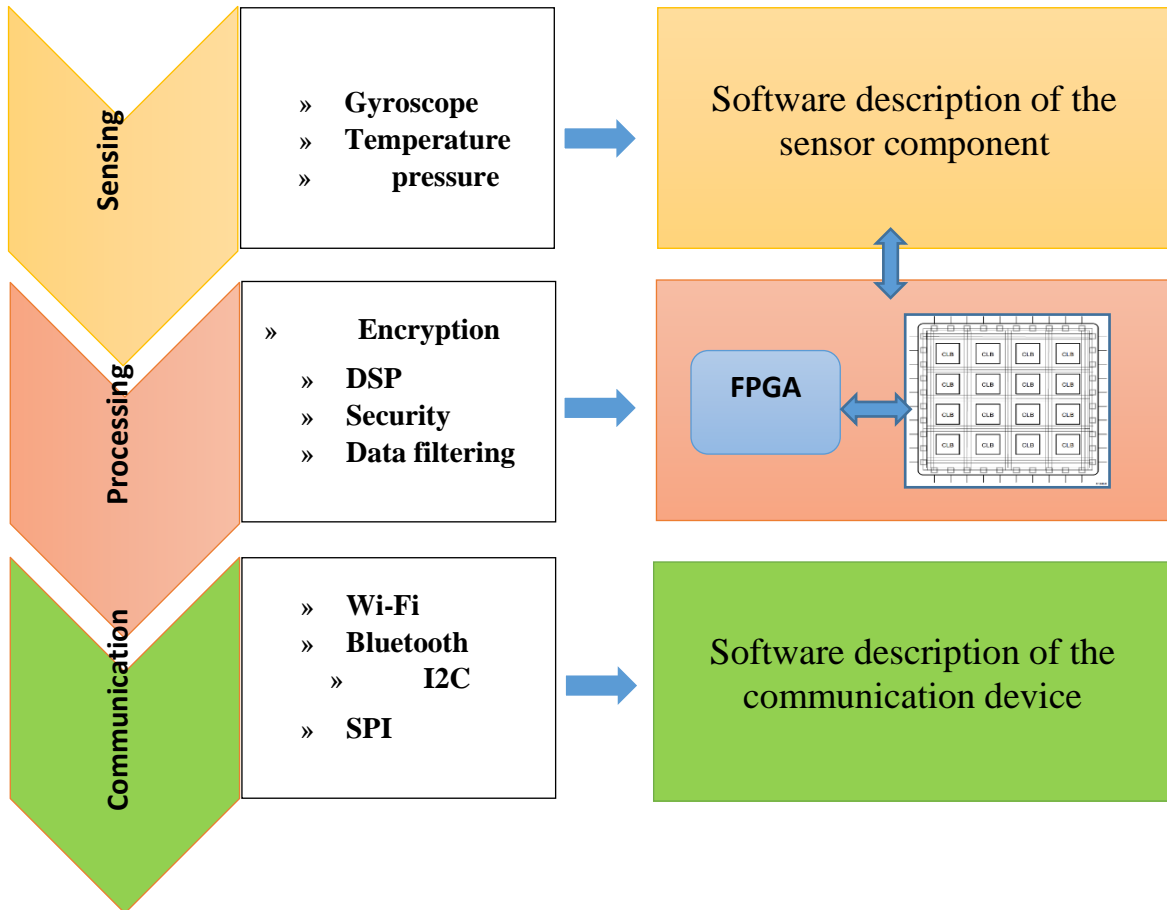 Sensing
» Gyroscope
» Temperature
» pressure
Software description of the
sensor component
Processing
» Encryption
» DSP
» Security
» Data filtering
FPGA
CLB CLB CLB CLB
CLB CLB CLB CLB
CLB CLB CLB CLB
CLB CLB CLB CLB
Communication
» Wi-Fi
» Bluetooth
» I2C
» SPI
Software description of the
communication device